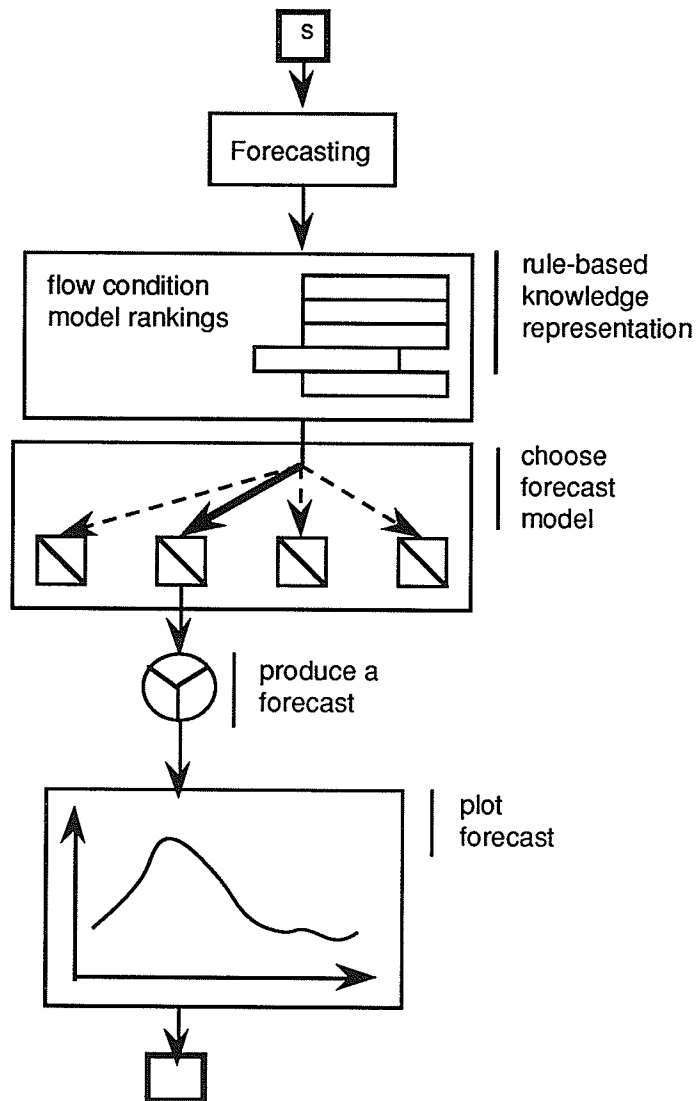 s
Forecasting
flow condition
model rankings
rule-based
knowledge
representation
choose
forecast
model
produce a
forecast
plot
forecast